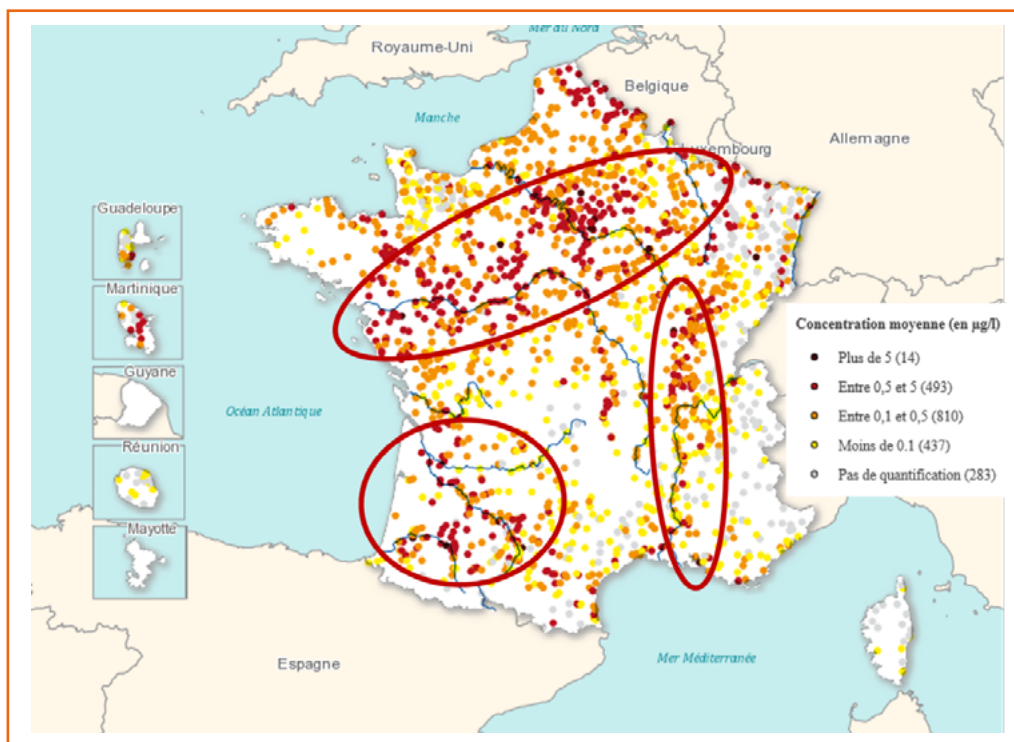 Mer du Nord
Royaume-Uni
Belgique
Manche
Luxembourg
Allemagne
Guadeloupe
Martinique
Guyane
Océan Atlantique
Réunion
Mayotte
Concentration moyenne (en µg/l)
Plus de 5 (14)
Entre 0,5 et 5 (493)
Entre 0,1 et 0,5 (810)
Moins de 0.1 (437)
Pas de quantification (283)
Espagne
Mer Méditerranée